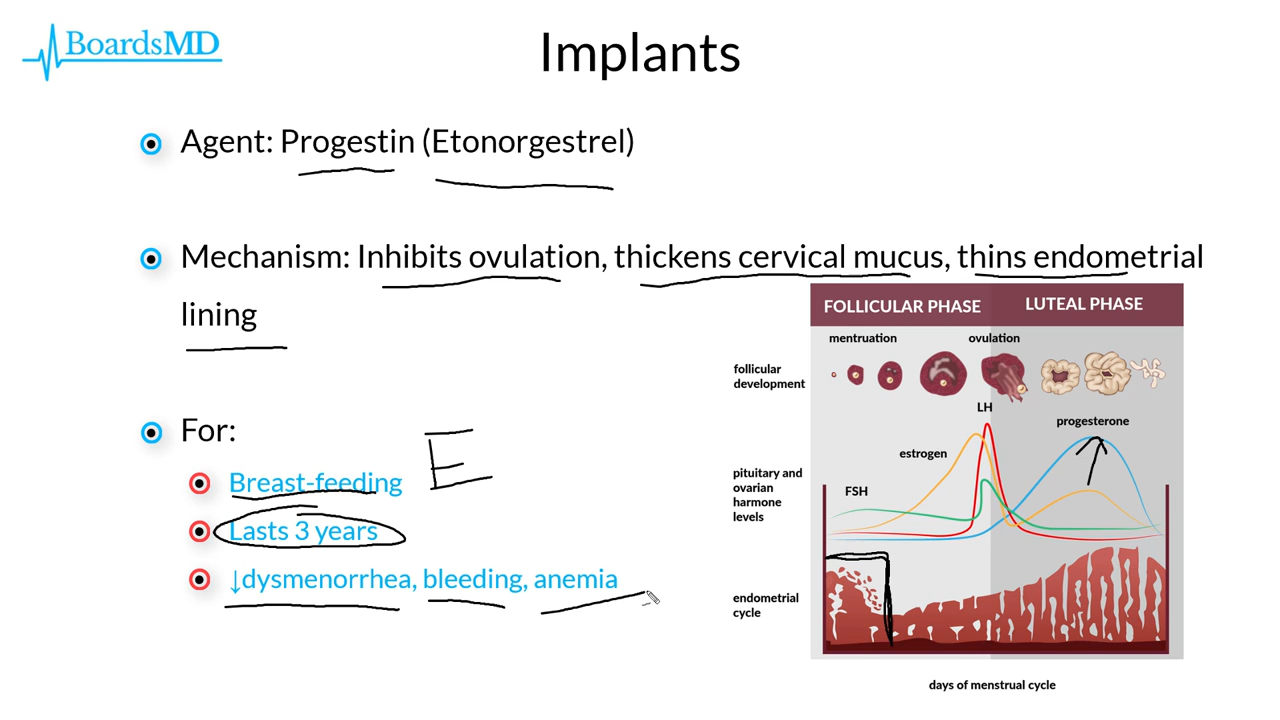 BoardsMD
Implants
Agent: Progestin (Etonorgestrel)
Mechanism: Inhibits ovulation, thickens cervical mucus, thins endometrial
lining
For:
E
Breast-feeding
Lasts 3 years
↓dysmenorrhea, bleeding, anemia
FOLLICULAR PHASE
LUTEAL PHASE
mentruation
ovulation
follicular
development
LH
progesterone
estrogen
pituitary and
ovarian
harmone
levels
FSH
endometrial
cycle
days of menstrual cycle